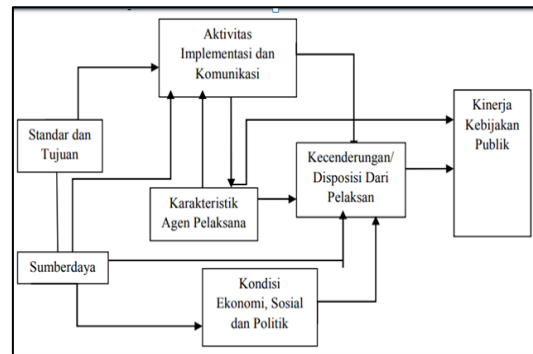 Aktivitas
Implementasi dan
Komunikasi
Kinerja
Kebijakan
Publik
Standar dan
Tujuan
Kecenderungan/
Disposisi Dari
Pelaksan
Karakteristik
Agen Pelaksana
Sumberdaya
Kondisi
Ekonomi, Sosial
dan Politik